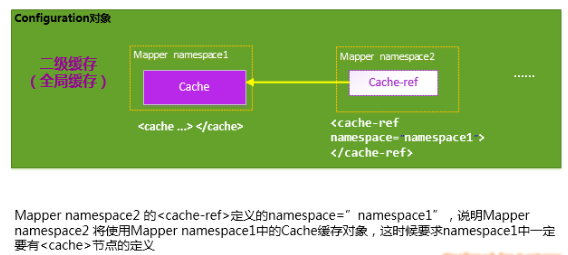 Configuration对象
二级缓存
（全局缓存）
Mapper namespace1
Cache
<cache ...> </cache>
Mapper namespace2
Cache-ref
<cache-ref
namespace="namespace1">
</cache-ref>
......
Mapper namespace2 的<cache-ref>定义的namespace=”namespace1”，说明Mapper
namespace2 将使用Mapper namespace1中的Cache缓存对象，这时候要求namespace1中一定
要有<cache>节点的定义